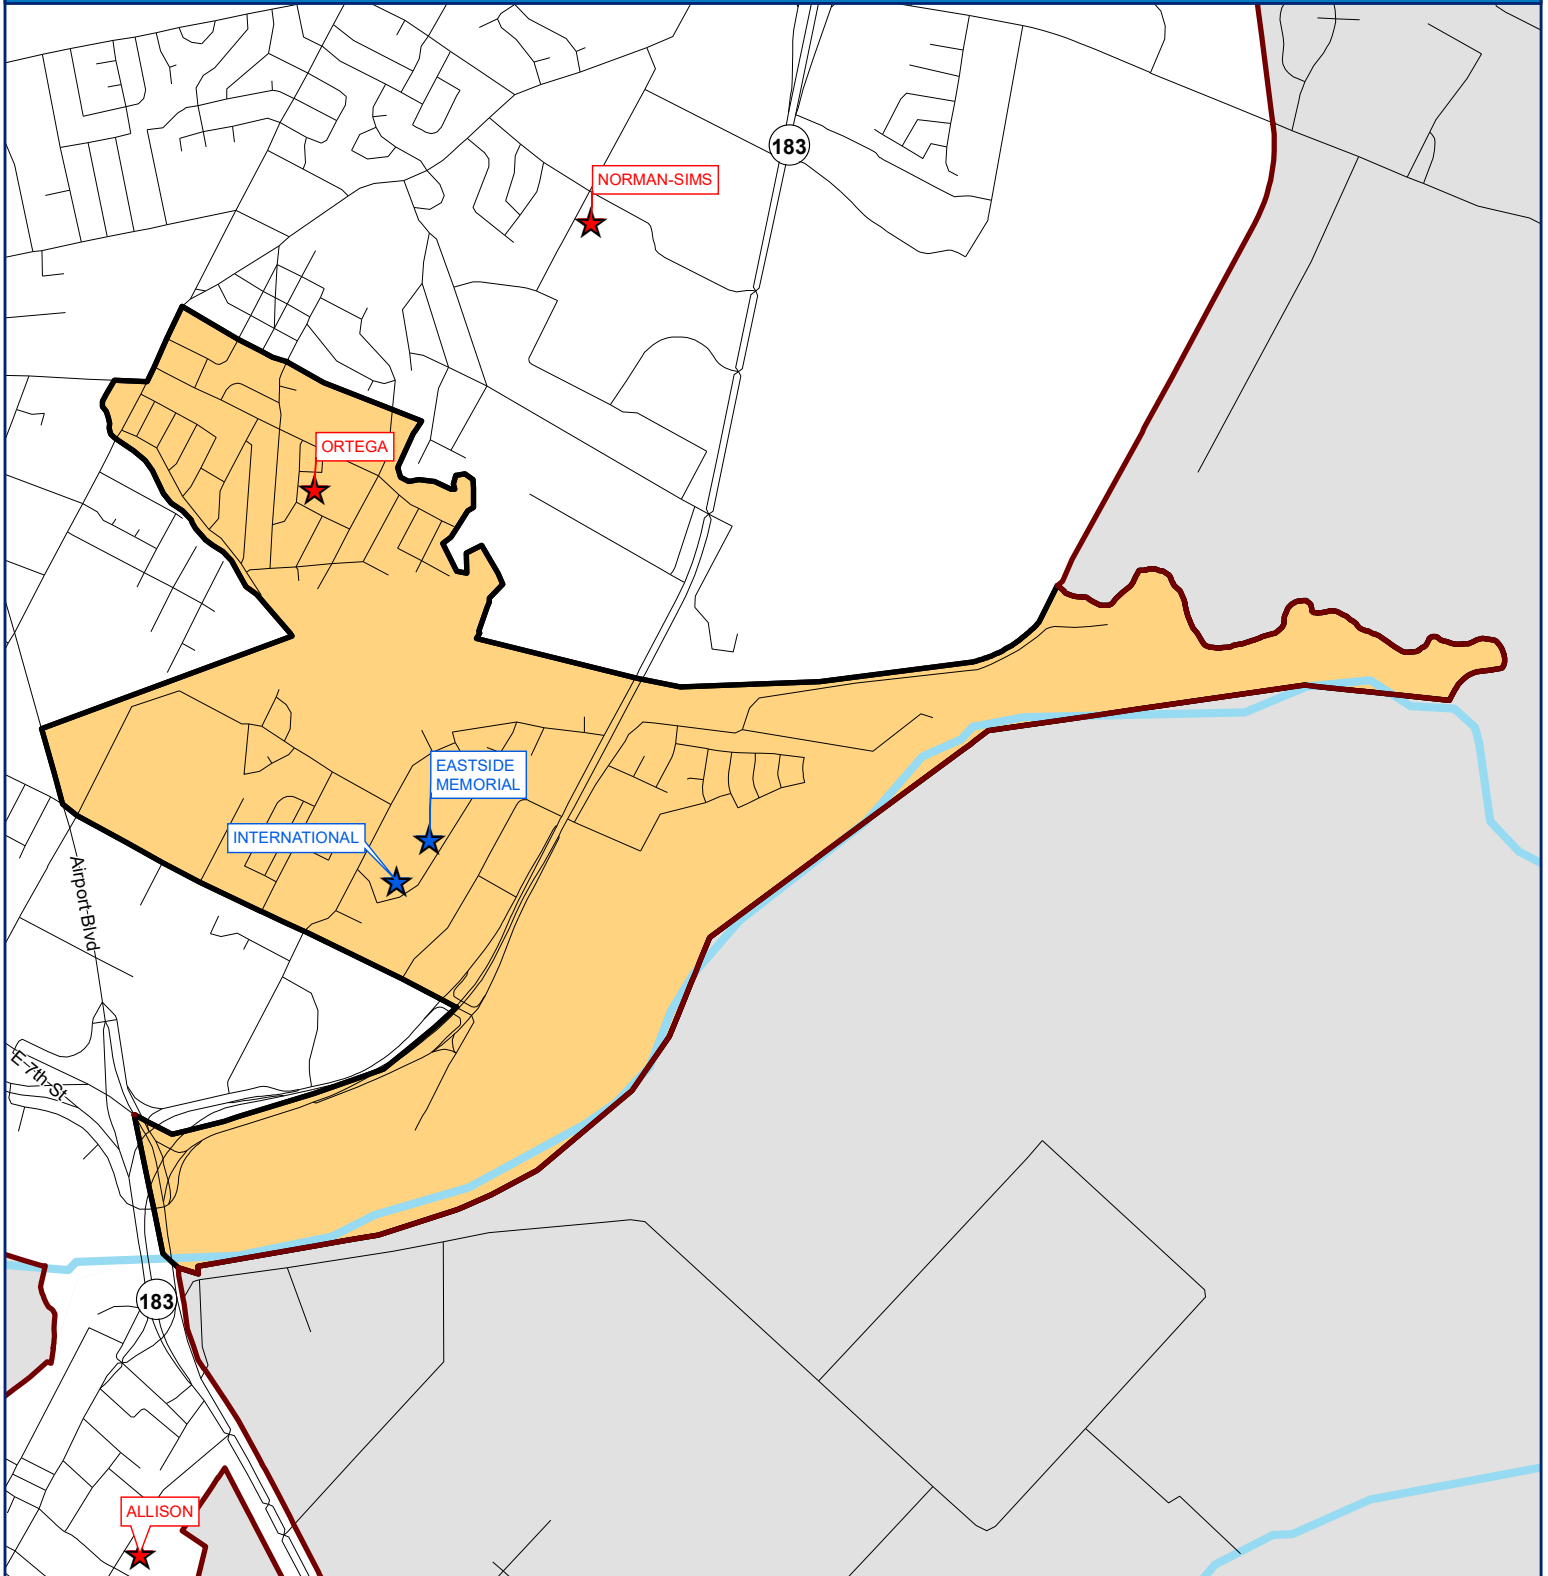 183
NORMAN-SIMS
ORTEGA
EASTSIDE
MEMORIAL
INTERNATIONAL
Airport Blvd
E 7th St
183
ALLISON